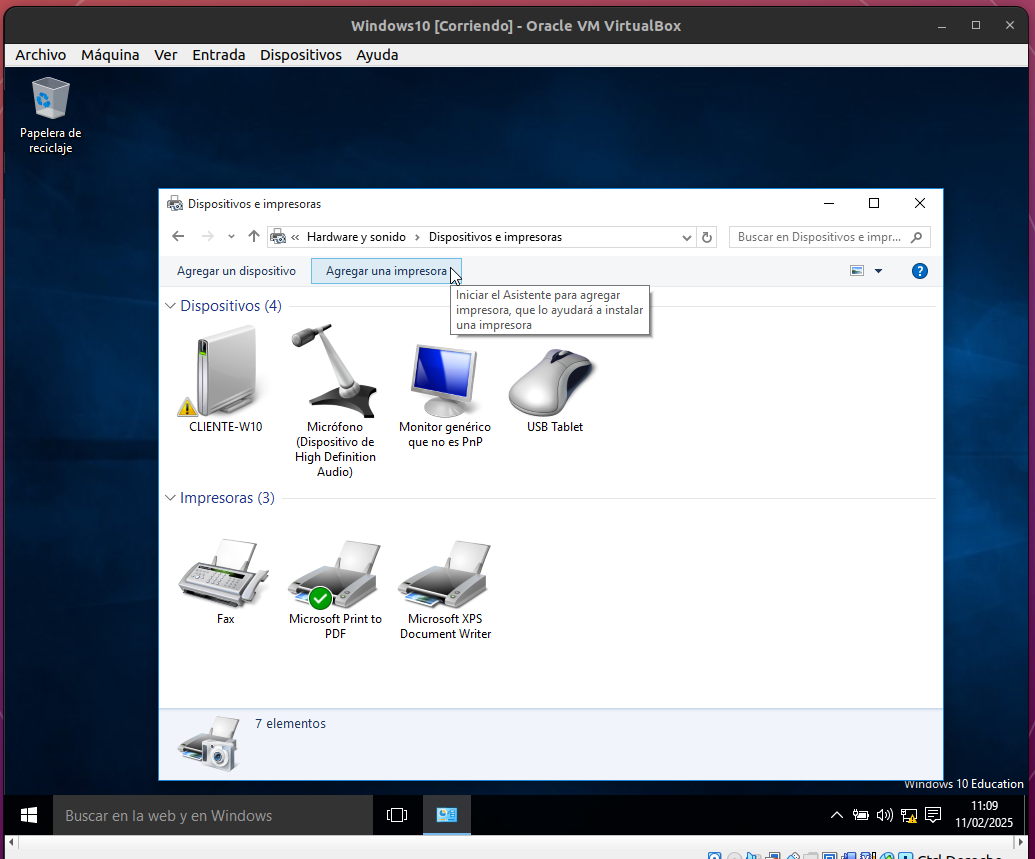 Windows10 [Corriendo] - Oracle VM VirtualBox
Archivo Máquina Ver Entrada Dispositivos Ayuda
Papelera de
reciclaje
Dispositivos e impresoras
« Hardware y sonido › Dispositivos e impresoras
Buscar en Dispositivos e impr...
Agregar un dispositivo
Agregar una impresora
Iniciar el Asistente para agregar
impresora, que lo ayudará a instalar
una impresora
Dispositivos (4)
CLIENTE-W10
Micrófono
(Dispositivo de
High Definition
Audio)
Monitor genérico
que no es PnP
USB Tablet
Impresoras (3)
Fax
Microsoft Print to
PDF
Microsoft XPS
Document Writer
7 elementos
Windows 10 Education
Buscar en la web y en Windows
11:09
11/02/2025
Ctrl Derecho